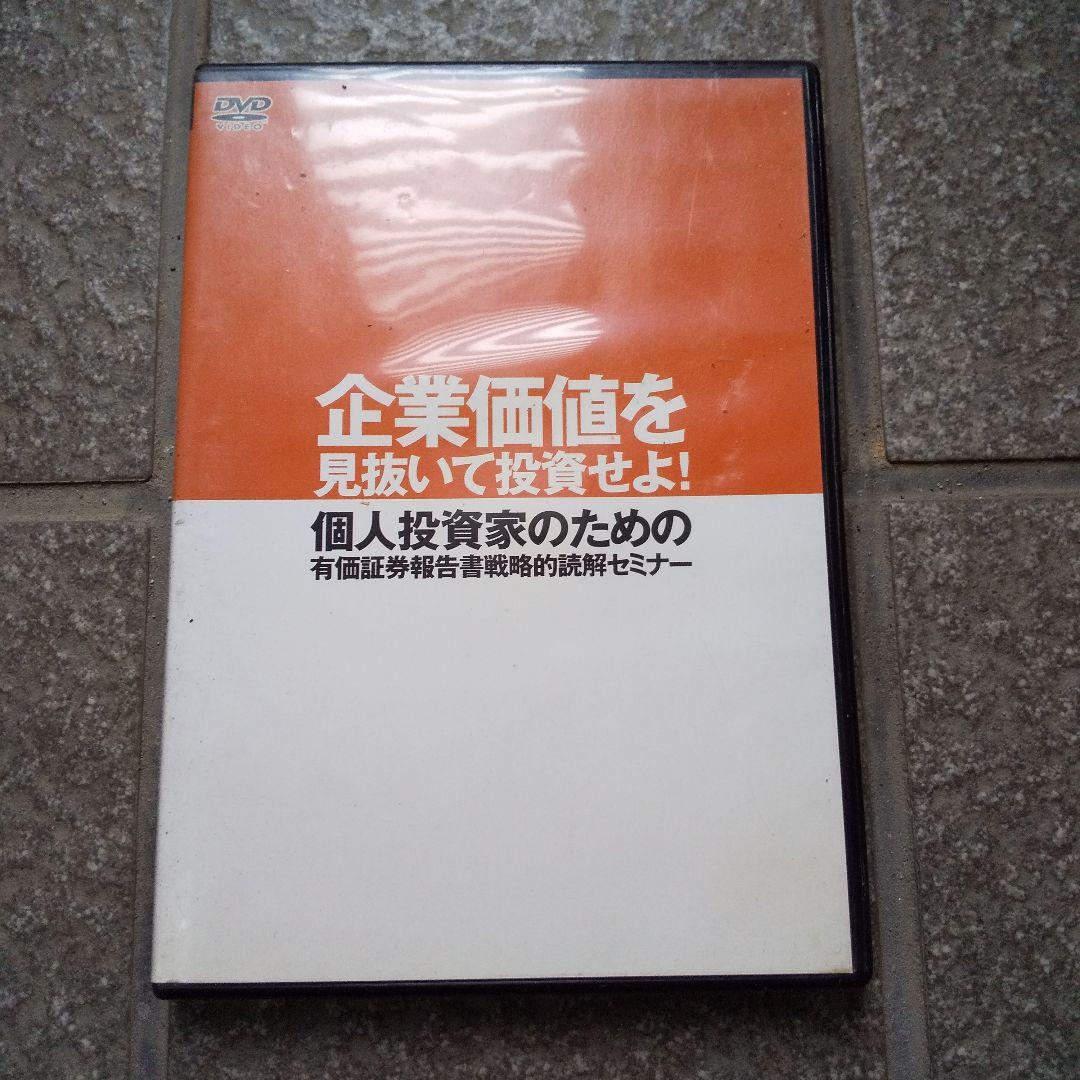 DVD
VIDEO
企業価値を
見抜いて投資せよ!
個人投資家のための
有価証券報告書戦略的読解セミナー